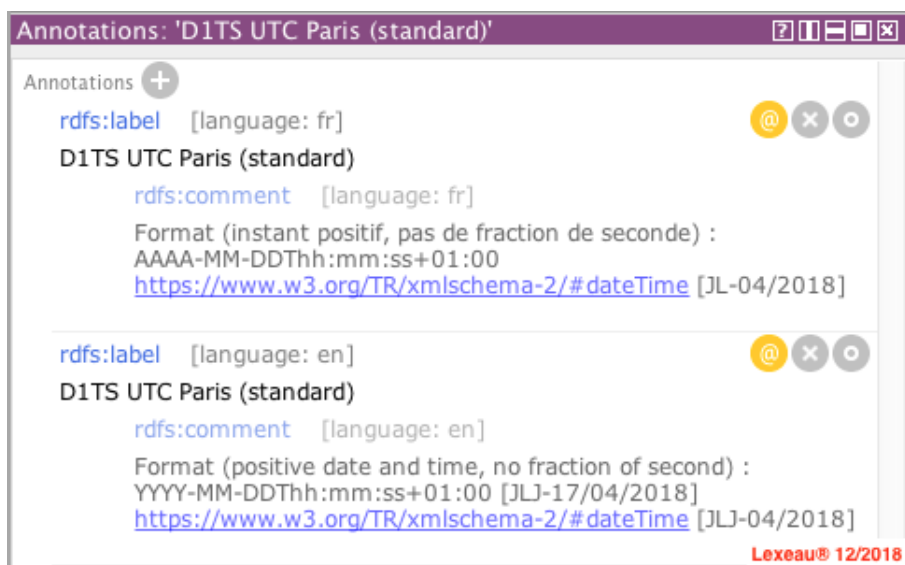 Annotations: 'D1TS UTC Paris (standard)'
Annotations
rdfs:label [language: fr]
D1TS UTC Paris (standard)
rdfs:comment [language: fr]
Format (instant positif, pas de fraction de seconde) :
AAAA-MM-DDThh:mm:ss+01:00
https://www.w3.org/TR/xmlschema-2/#dateTime [JL-04/2018]
rdfs:label [language: en]
D1TS UTC Paris (standard)
rdfs:comment [language: en]
Format (positive date and time, no fraction of second) :
YYYY-MM-DDThh:mm:ss+01:00 [JLJ-17/04/2018]
https://www.w3.org/TR/xmlschema-2/#dateTime [JLJ-04/2018]
Lexeau® 12/2018